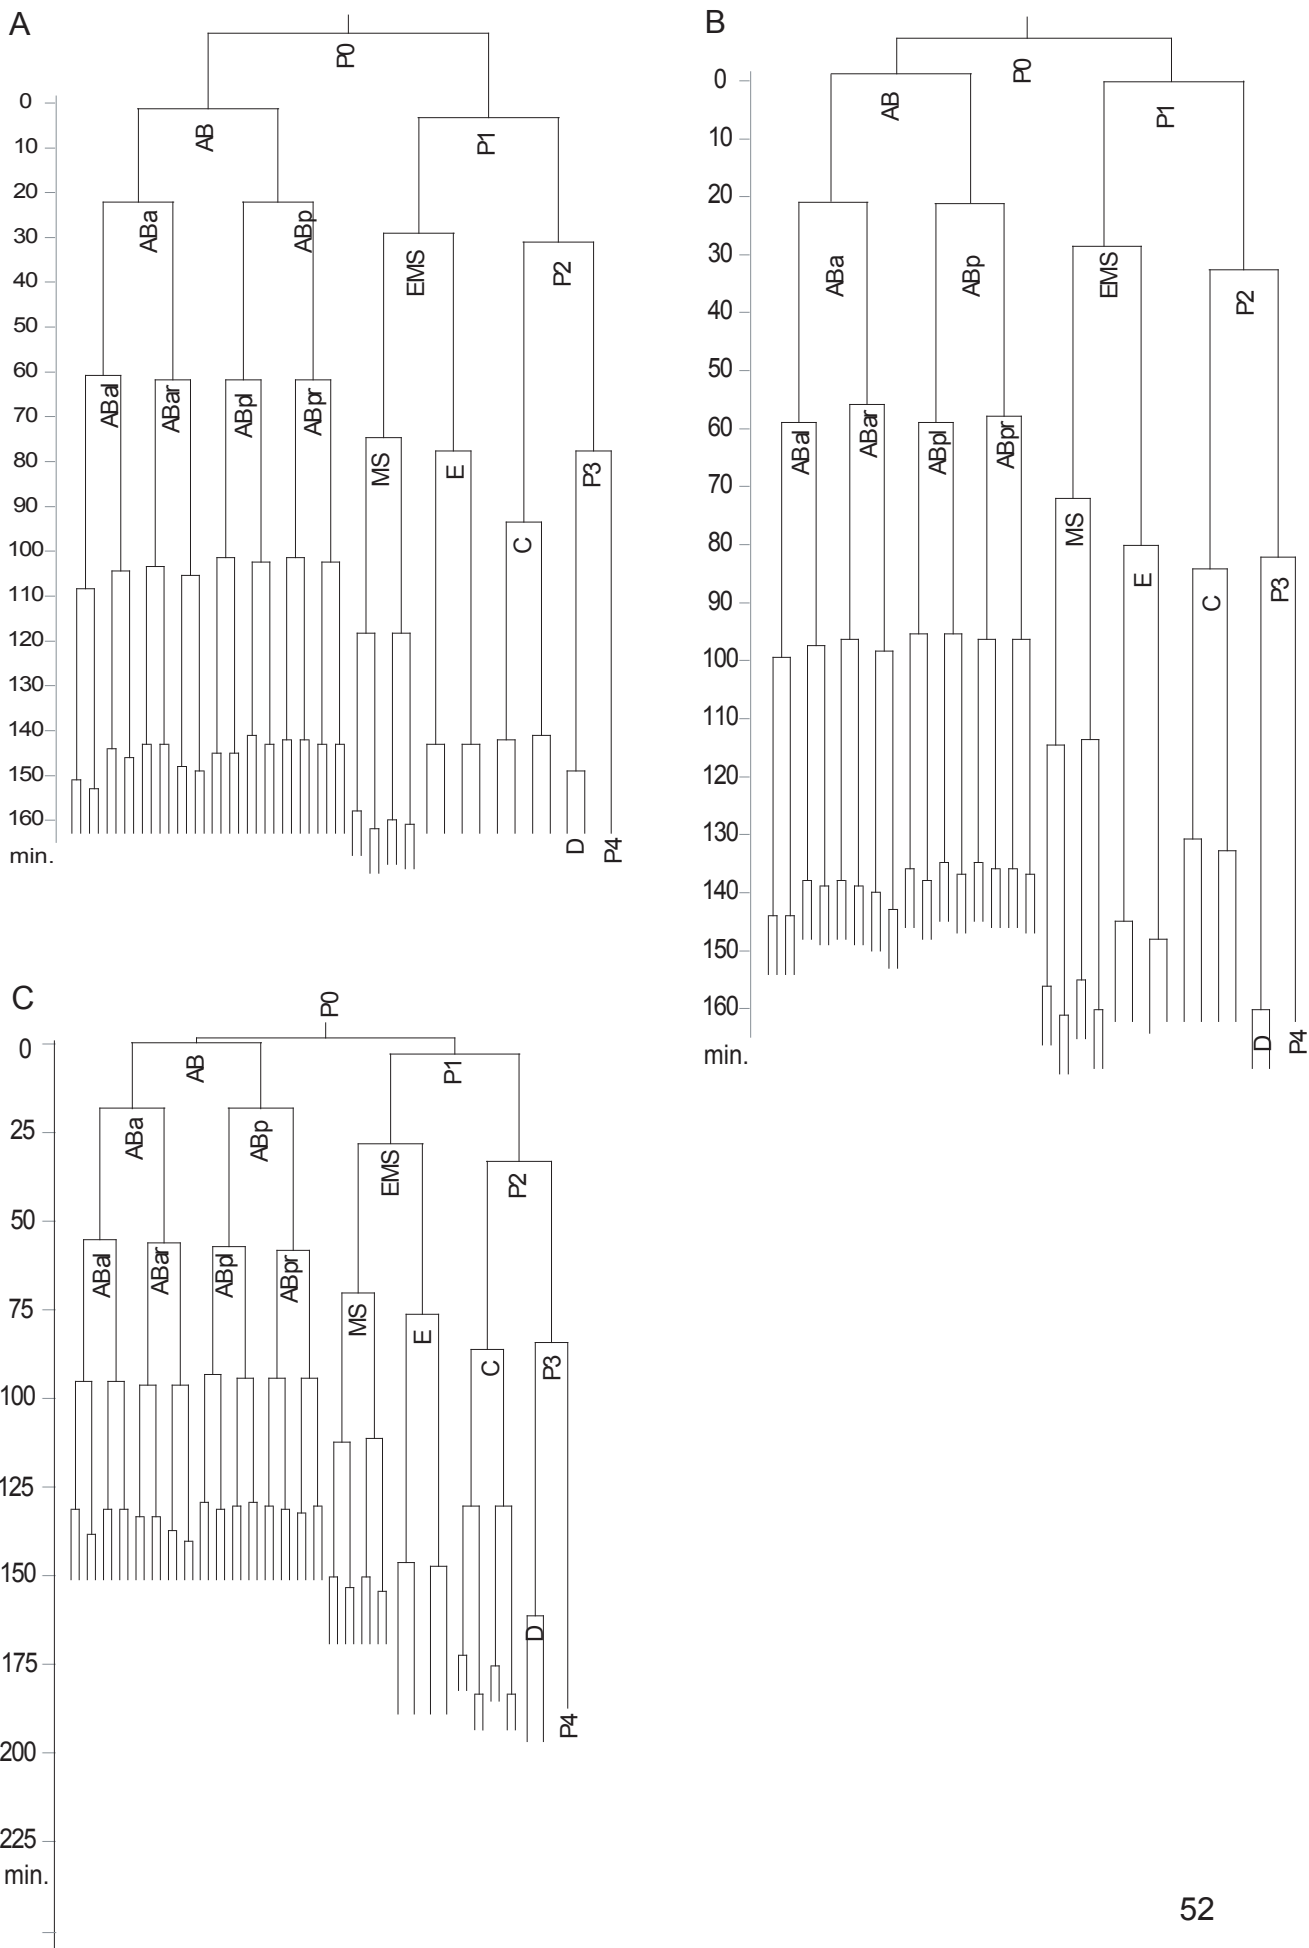 A
P0
0
AB
P1
10
20
ABa
ABp
30
EMS
P2
40
50
60
ABal
ABar
ABpl
ABpr
70
80
MS
E
P3
90
C
100
110
120
130
140
150
160
D
P4
min.
B
P0
0
AB
P1
10
20
ABa
ABp
30
EMS
P2
40
50
60
ABal
ABar
ABpl
ABpr
70
MS
80
E
C
P3
90
100
110
120
130
140
150
160
D
P4
min.
C
P0
0
AB
P1
25
ABa
ABp
EMS
P2
50
ABal
ABar
ABpl
ABpr
75
MS
E
C
P3
100
125
150
D
175
P4
200
225
min.
52